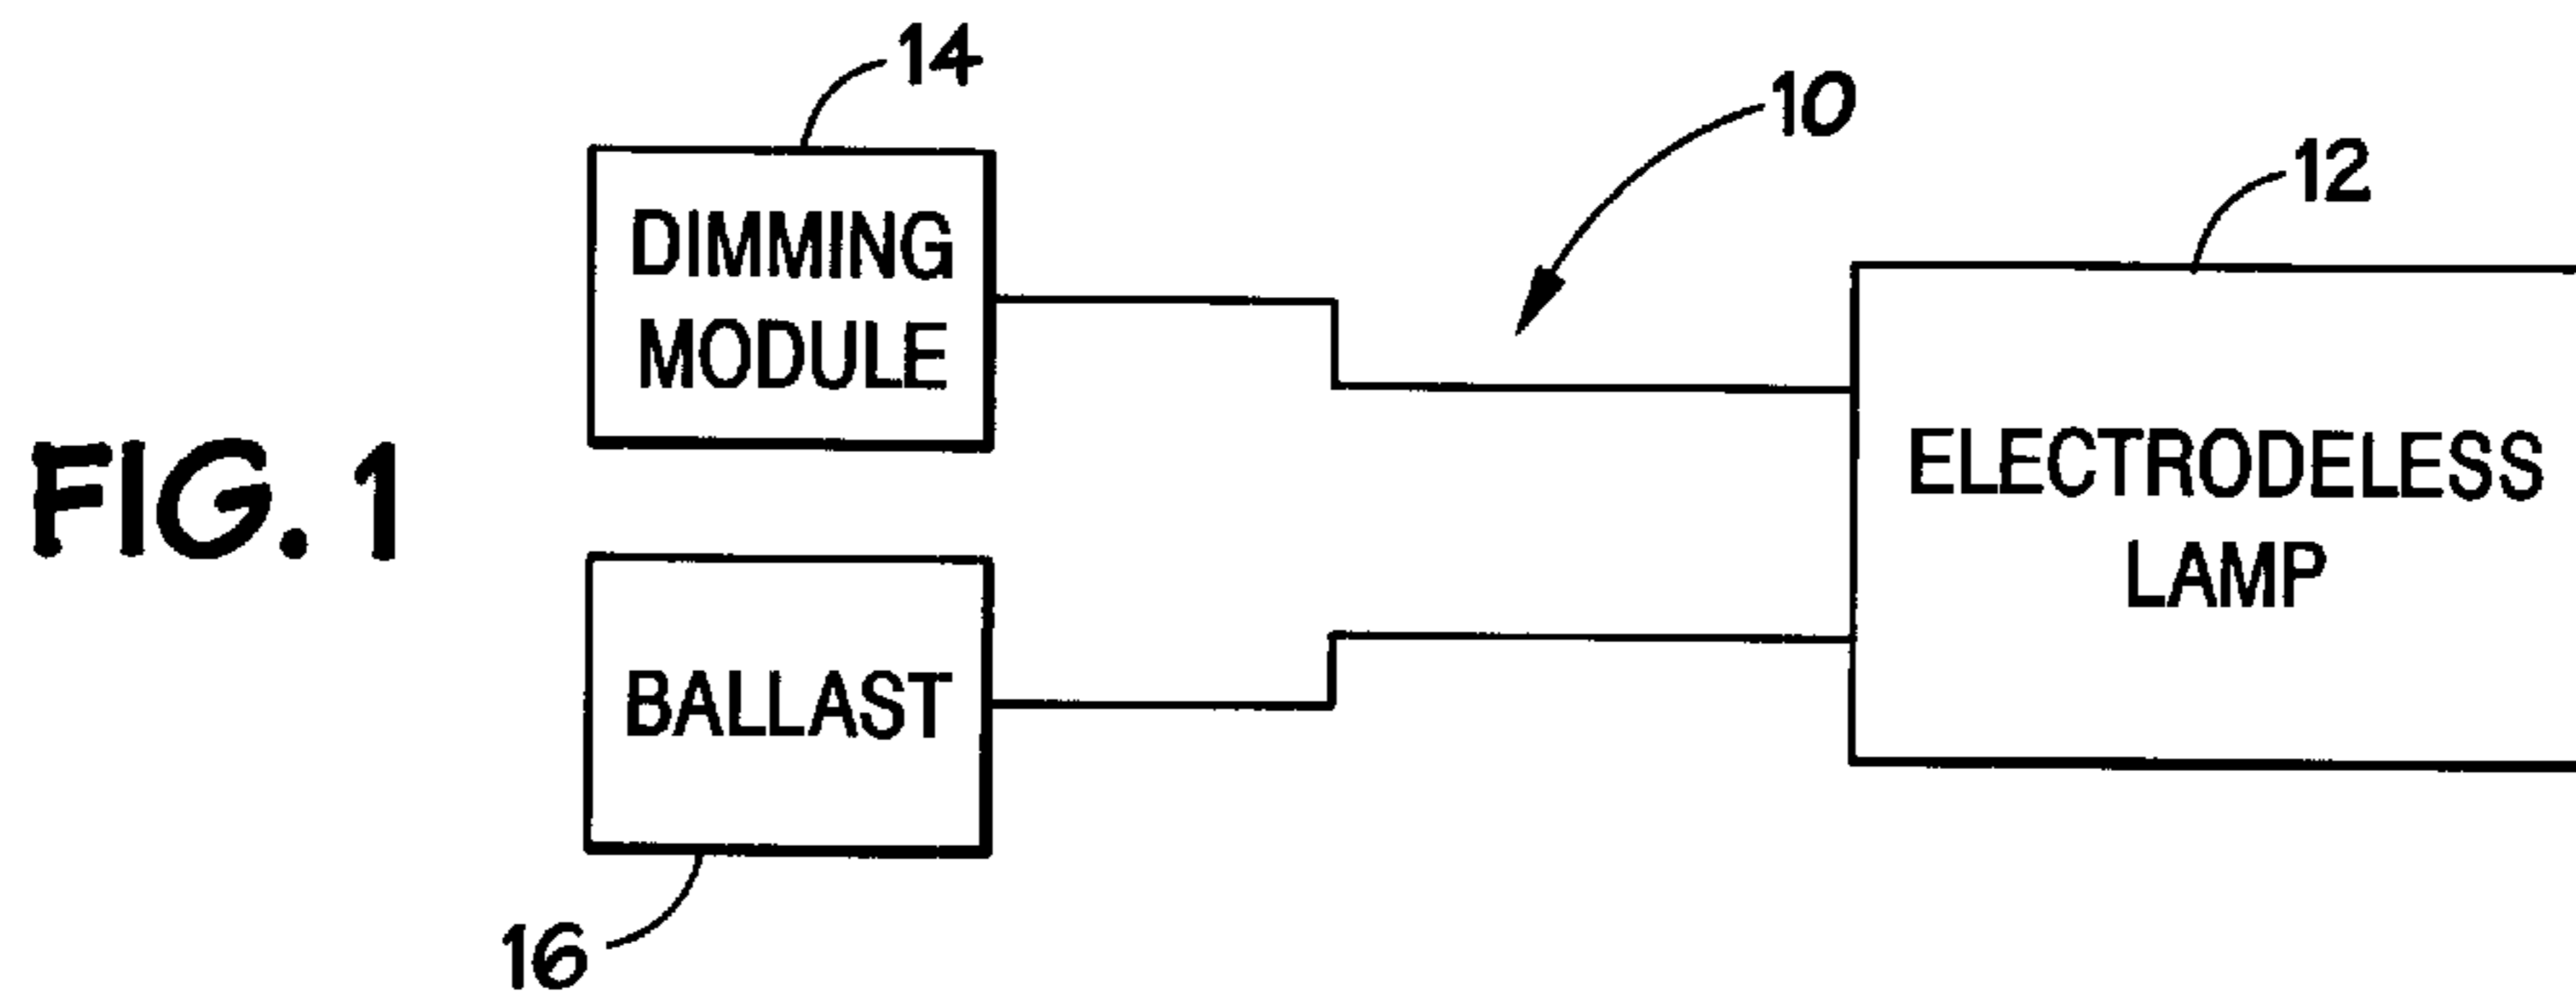 14
10
12
DIMMING
MODULE
ELECTRODELESS
LAMP
FIG. 1
BALLAST
16